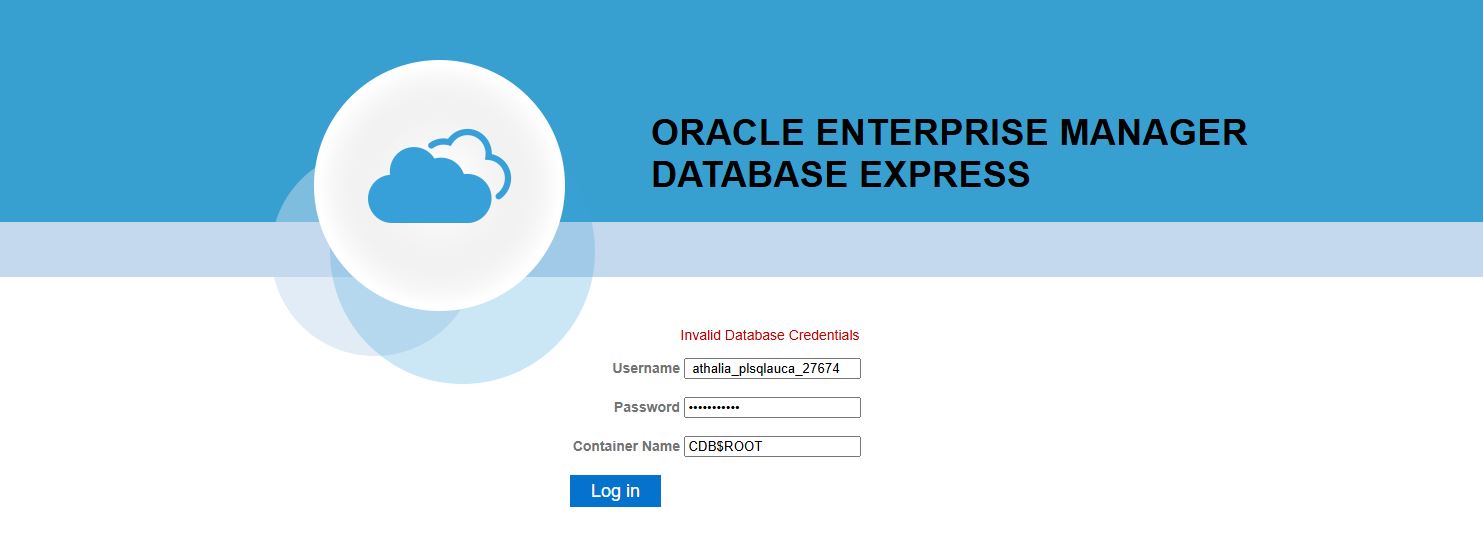 ORACLE ENTERPRISE MANAGER
DATABASE EXPRESS
Invalid Database Credentials
Username athalia_plsqlauca_27674
Password •••••••••••
Container Name CDB$ROOT
Log in